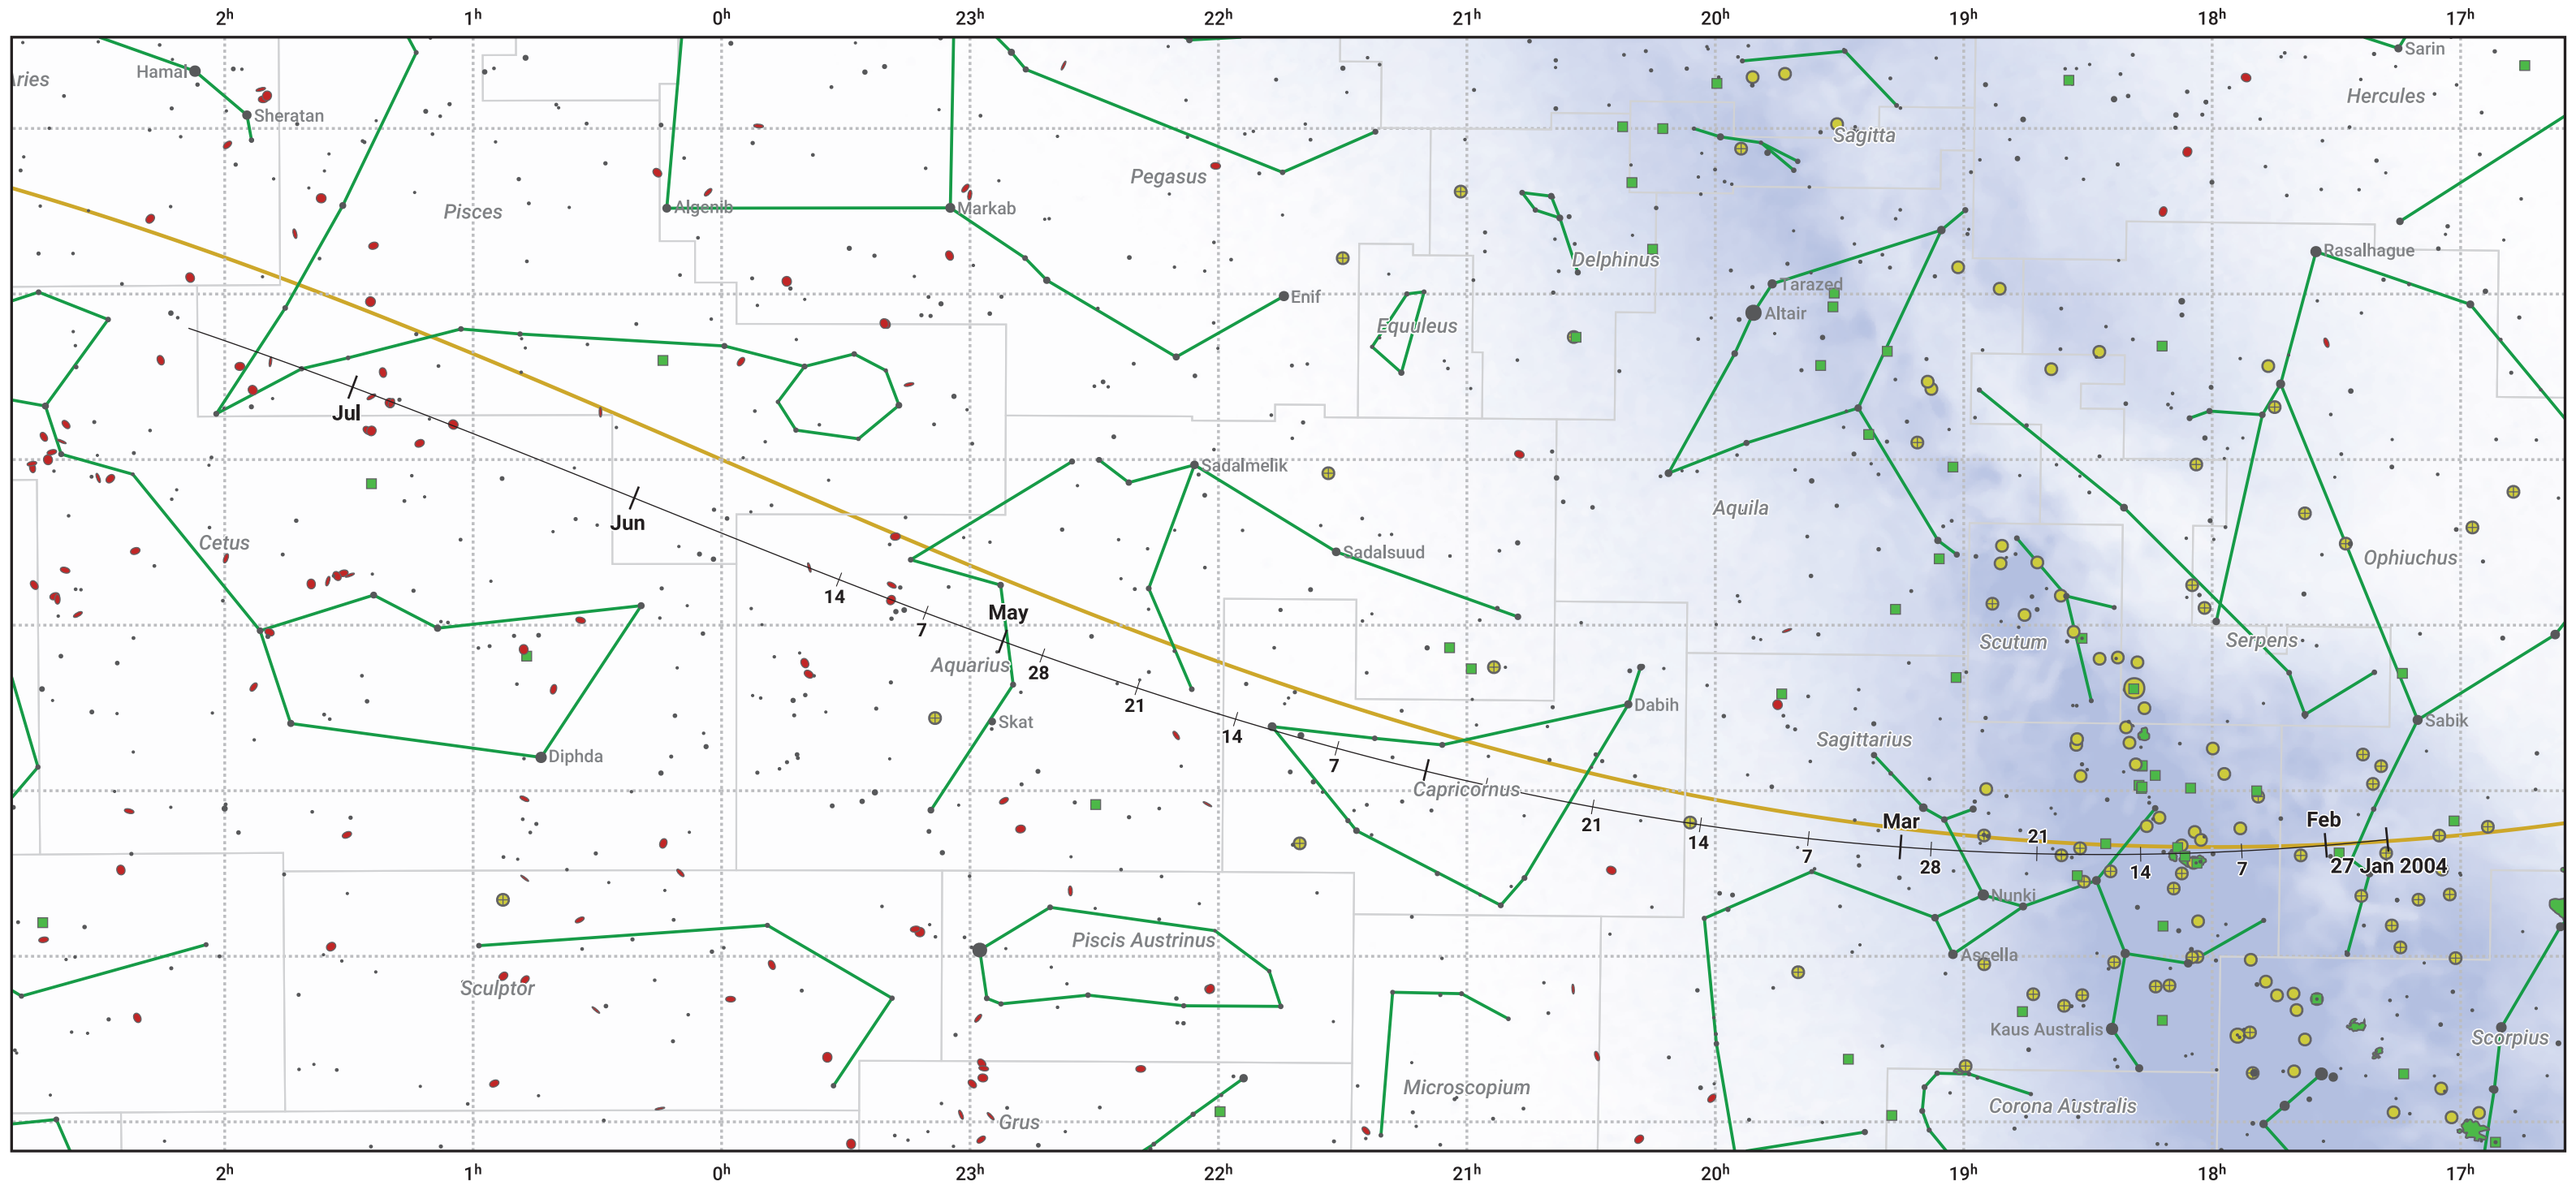 2h 1h 0h 23h 22h 21h 20h 19h 18h 17h
Sarin
Hamal
ries
Hercules
Sheratan
Sagitta
Pegasus
Algenib
Markab
Pisces
Rasalhague
Delphinus
Tarazed
Enif
Altair
Equuleus
Jul
Sadalmelik
Aquila
Jun
Cetus
Sadalsuud
Ophiuchus
14
May
7
Scutum
Serpens
Aquarius
28
21
Dabih
Skat
14
Sabik
Sagittarius
Diphda
7
Capricornus
21
14
Mar
7
28
21
14
7
Feb
27 Jan 2004
Nunki
Piscis Austrinus
Ascella
Sculptor
Kaus Australis
Scorpius
Microscopium
Corona Australis
Grus
2h 1h 0h 23h 22h 21h 20h 19h 18h 17h